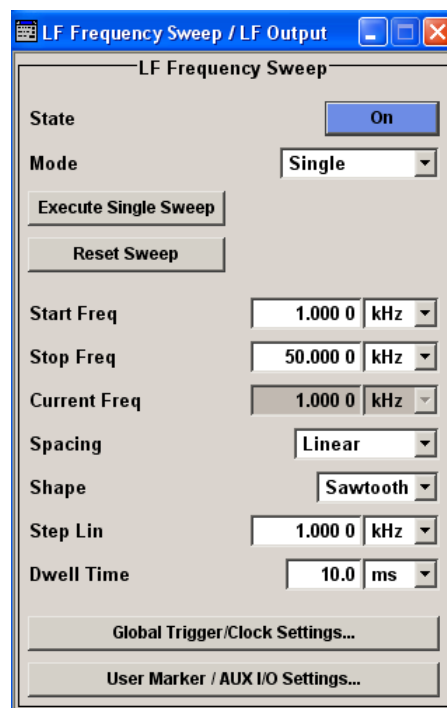 LF Frequency Sweep / LF Output
LF Frequency Sweep
State On
Mode Single
Execute Single Sweep
Reset Sweep
Start Freq 1.000 0 kHz
Stop Freq 50.000 0 kHz
Current Freq 1.000 0 kHz
Spacing Linear
Shape Sawtooth
Step Lin 1.000 0 kHz
Dwell Time 10.0 ms
Global Trigger/Clock Settings...
User Marker / AUX I/O Settings...